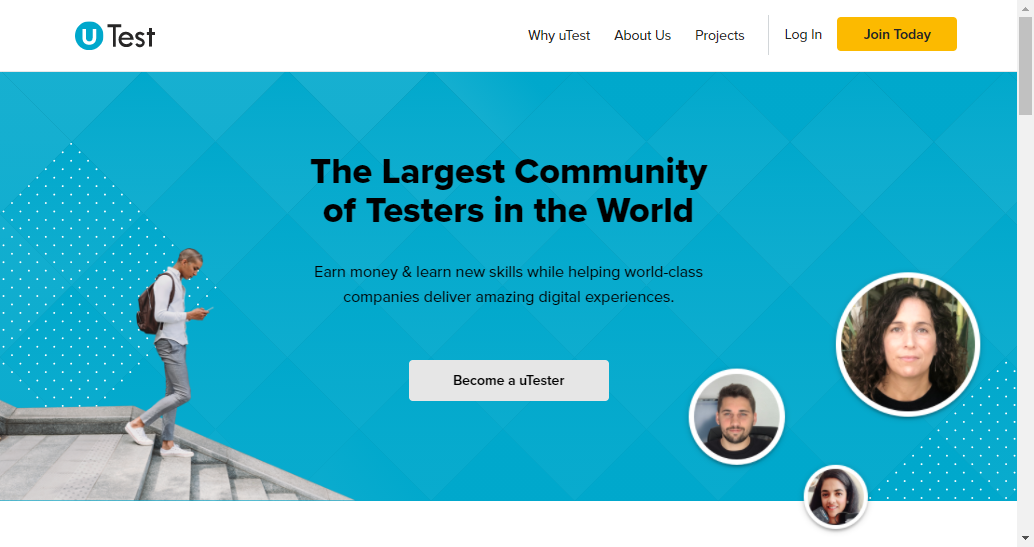 uTest
Why uTest
About Us
Projects
Log In
Join Today
The Largest Community
of Testers in the World
Earn money & learn new skills while helping world-class
companies deliver amazing digital experiences.
Become a uTester